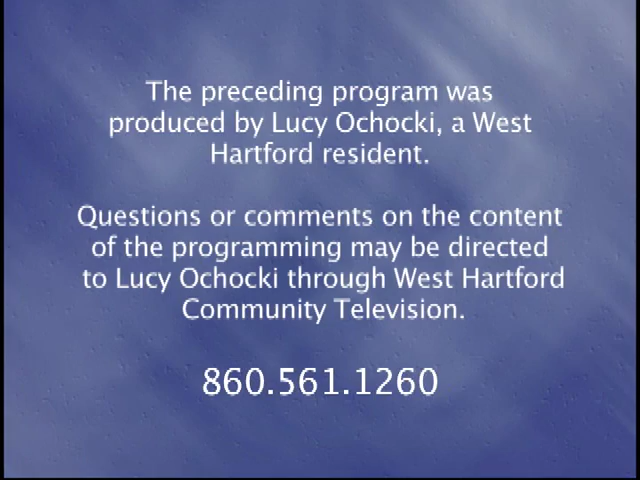 The preceding program was
produced by Lucy Ochocki, a West
Hartford resident.
Questions or comments on the content
of the programming may be directed
to Lucy Ochocki through West Hartford
Community Television.
860.561.1260